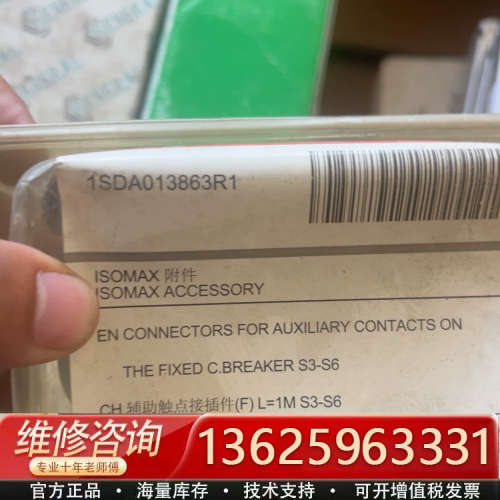 1SDA013863R1
ISOMAX 附件
ISOMAX ACCESSORY
EN CONNECTORS FOR AUXILIARY CONTACTS ON
THE FIXED C.BREAKER S3-S6
CH 辅助触点接插件(F) L=1M S3-S6
维修咨询
专业十年老师傅
13625963331
官方正品 · 海量库存 · 技术支持 · 可开增值税发票